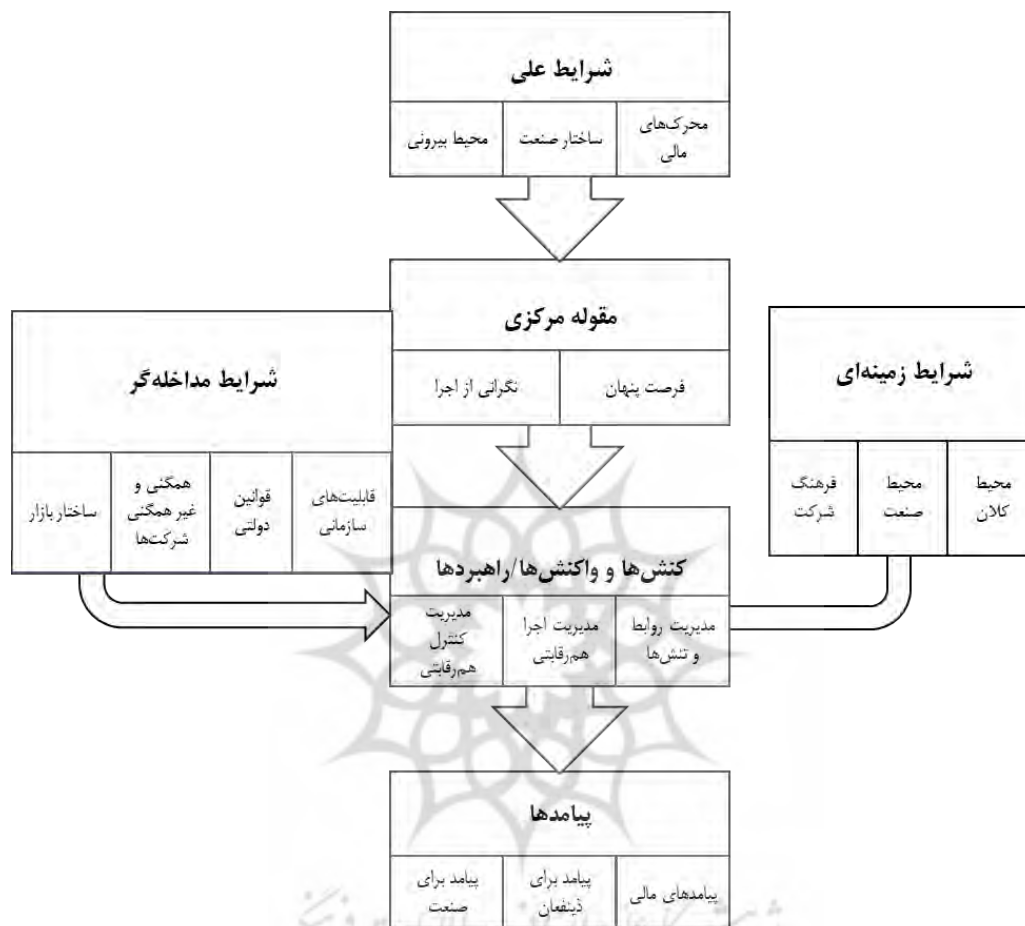 شرایط علی
محرک‌های
مالی
ساختار صنعت
محیط بیرونی
مقوله مرکزی
فرصت پنهان
نگرانی از اجرا
شرایط زمینه‌ای
محیط
کلان
محیط
صنعت
فرهنگ
شرکت
شرایط مداخله‌گر
قابلیت‌های
سازمانی
قوانین
دولتی
همگنی و
غیر همگنی
شرکت‌ها
ساختار بازار
کنش‌ها و واکنش‌ها/راهبردها
مدیریت روابط
و تنش‌ها
مدیریت اجرا
هم‌رقابتی
مدیریت
کنترل
هم‌رقابتی
پیامدها
پیامدهای مالی
پیامد برای
ذینفعان
پیامد برای
صنعت